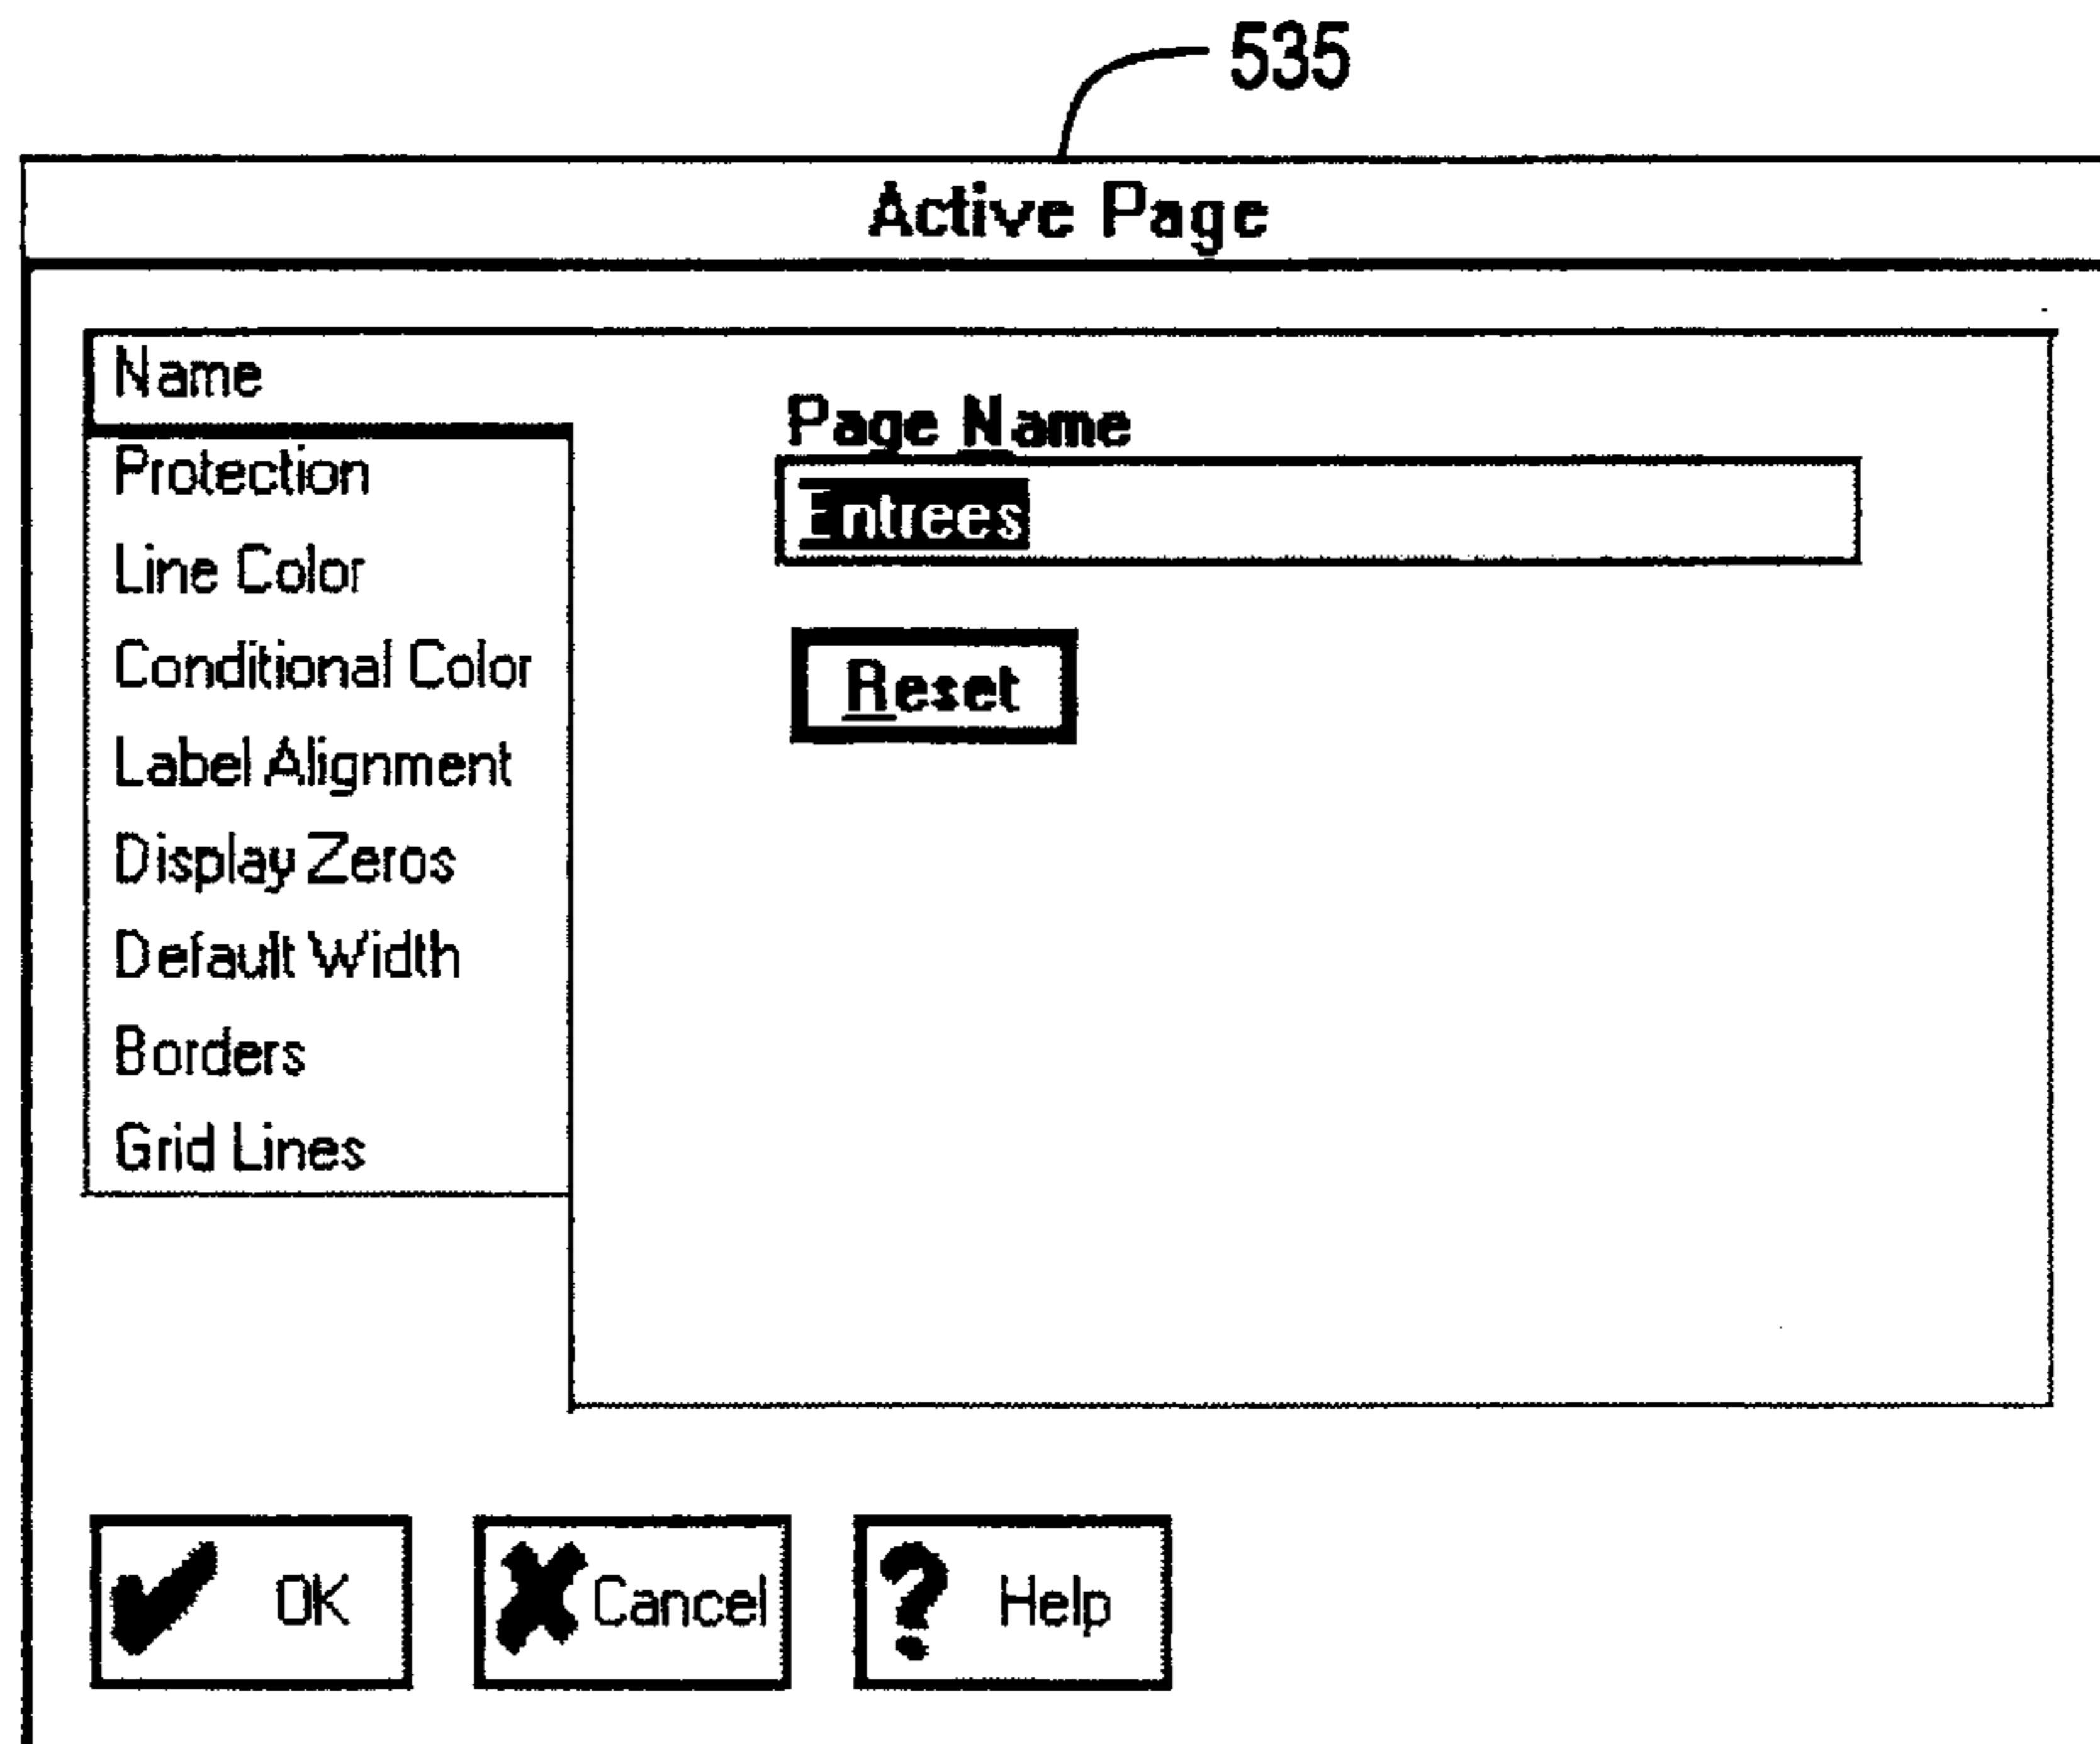 535
Active Page
Name
Protection
Line Color
Conditional Color
Label Alignment
Display Zeros
Default Width
Borders
Grid Lines
Page Name
Entrees
Reset
OK
Cancel
Help